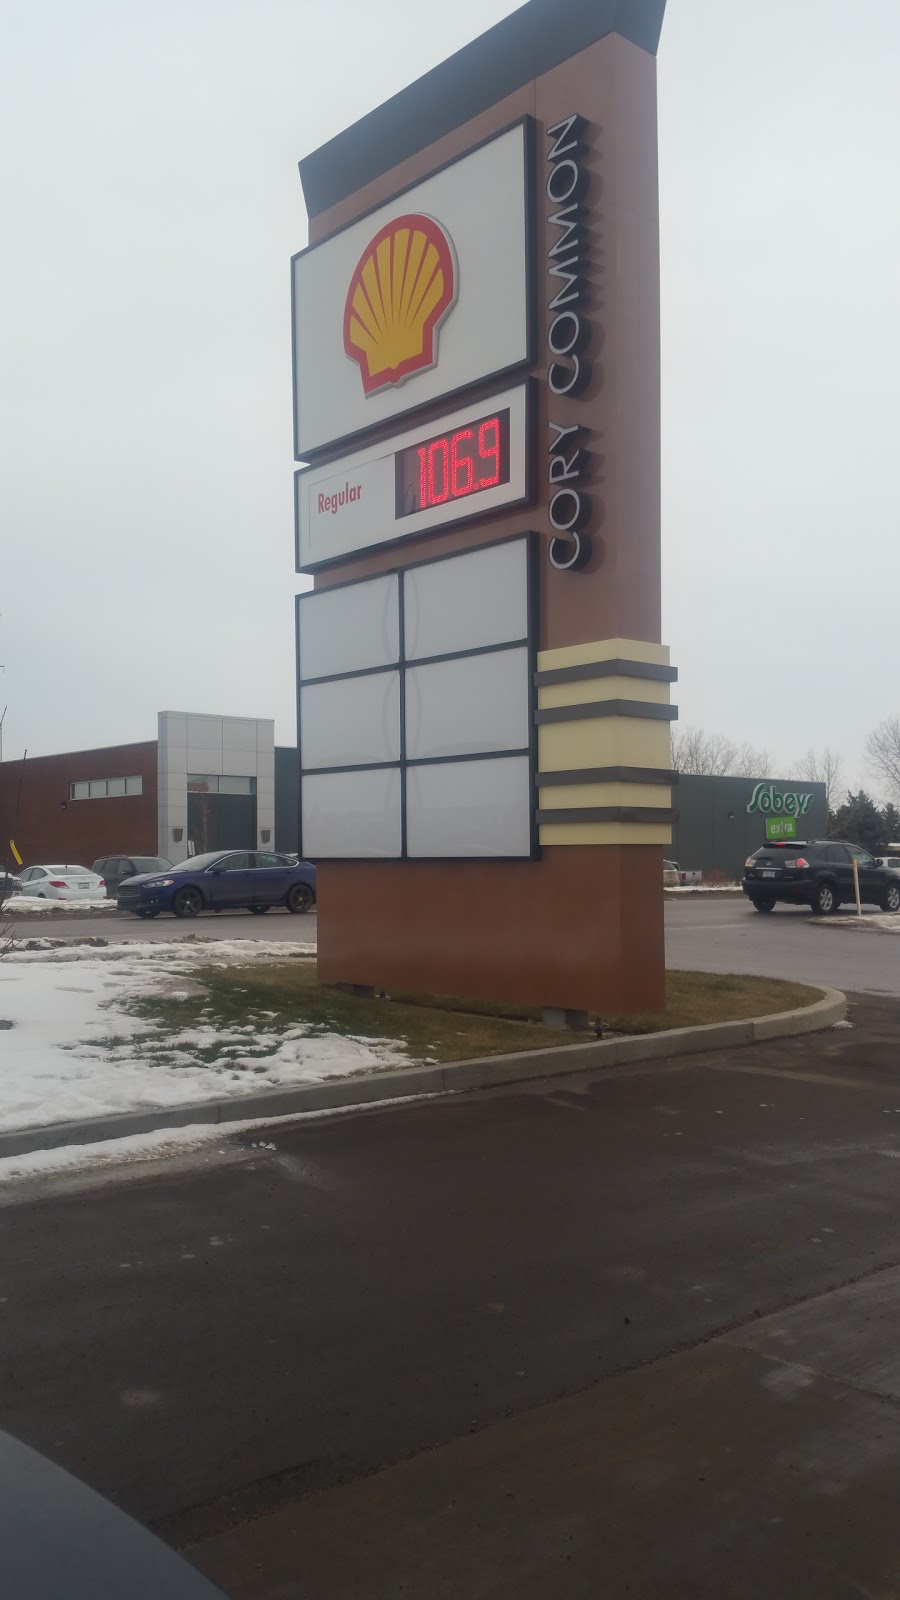 CORY COMMON
Regular
106.9
Sobeys
extra